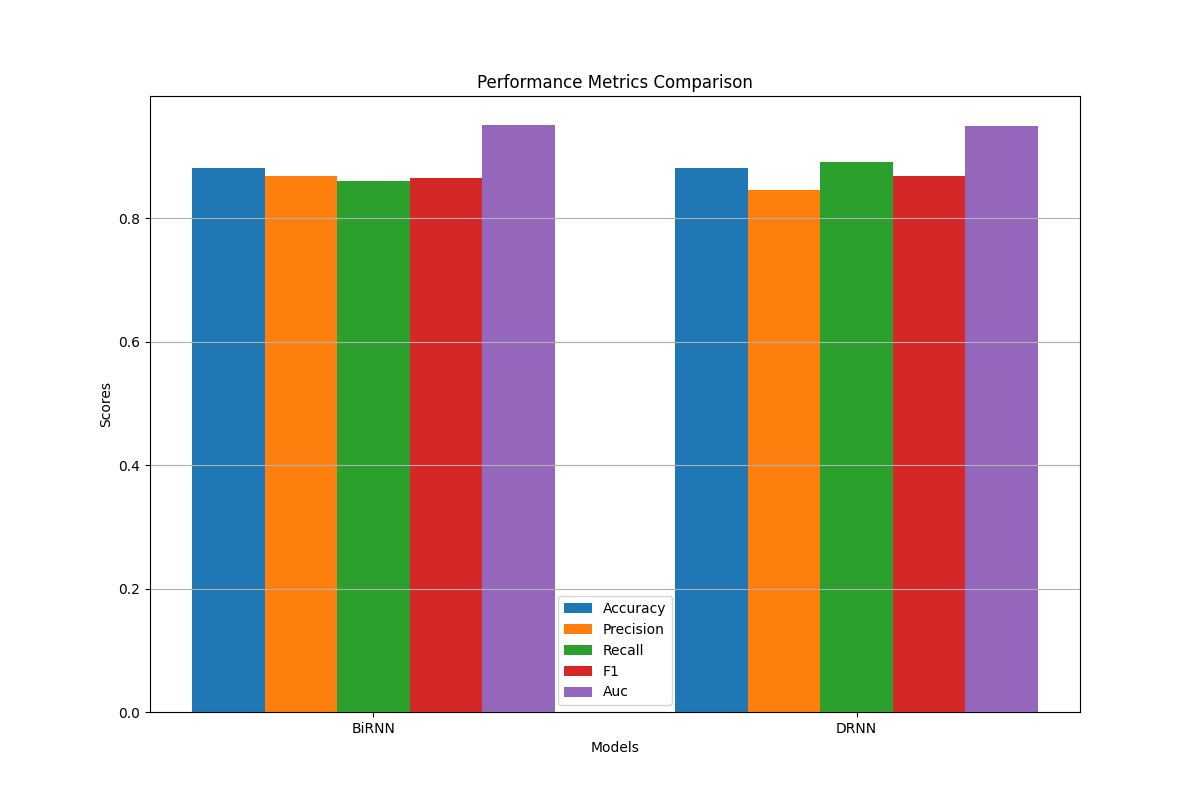 Performance Metrics Comparison
Scores
0.8
0.6
0.4
0.2
0.0
Accuracy
Precision
Recall
F1
Auc
BiRNN
DRNN
Models